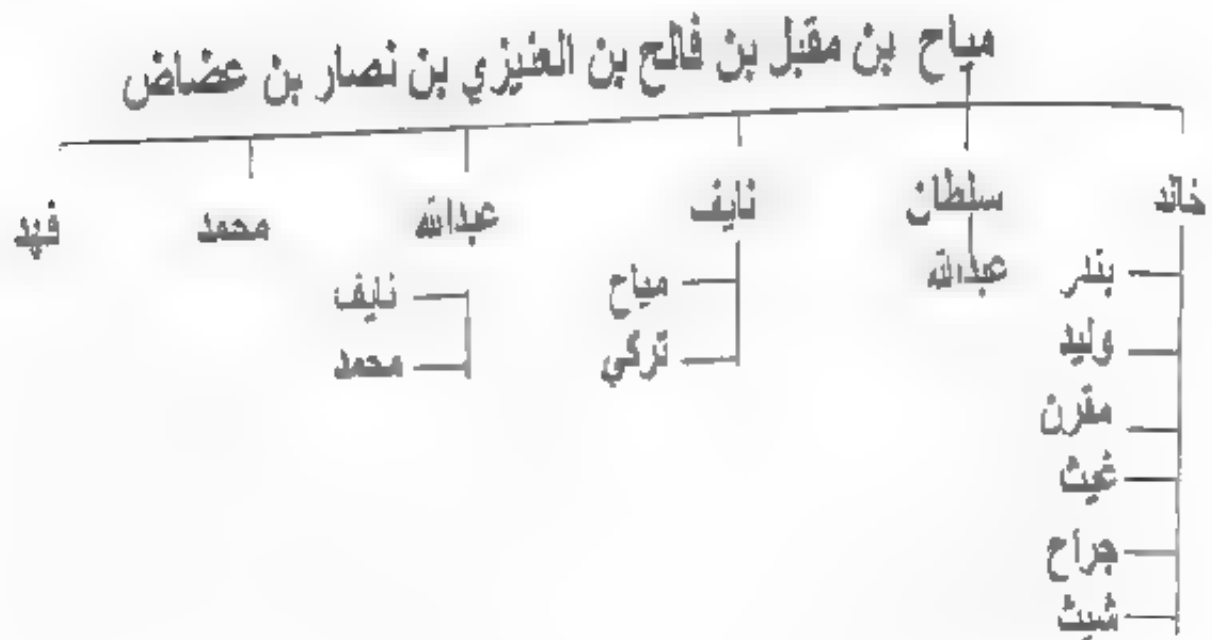 مياح بن مقبل بن فالح بن العنيزي بن نصار بن عضاض
خالد
سلطان
نايف
عبدالله
محمد
فهد
بندر
وليد
مقرن
غيث
جراح
شيث
عبدالله
مياح
تركي
نايف
محمد